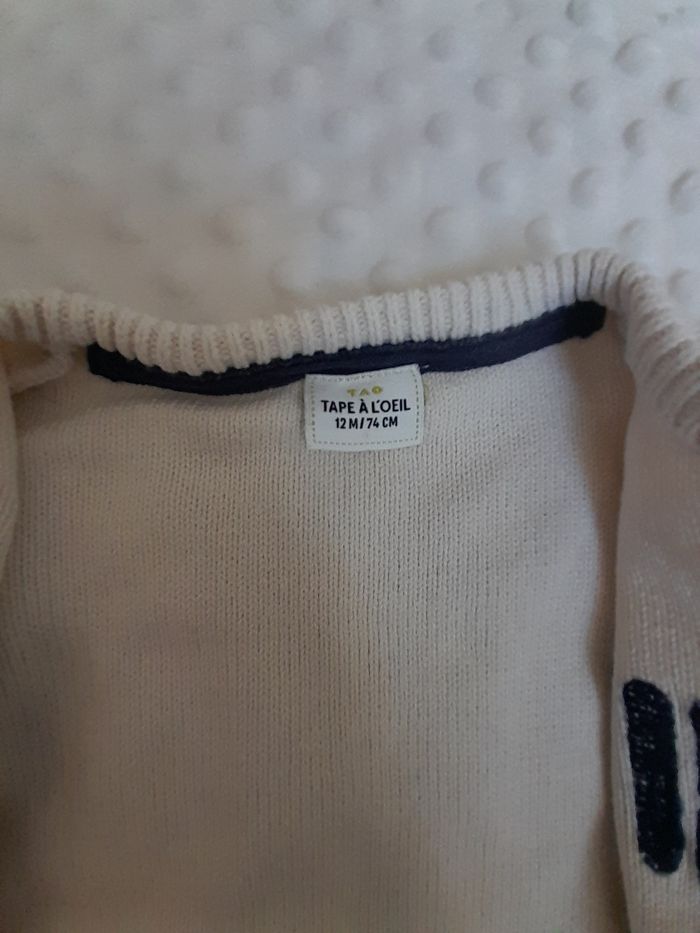 TAO
TAPE À L'OEIL
12 M / 74 CM